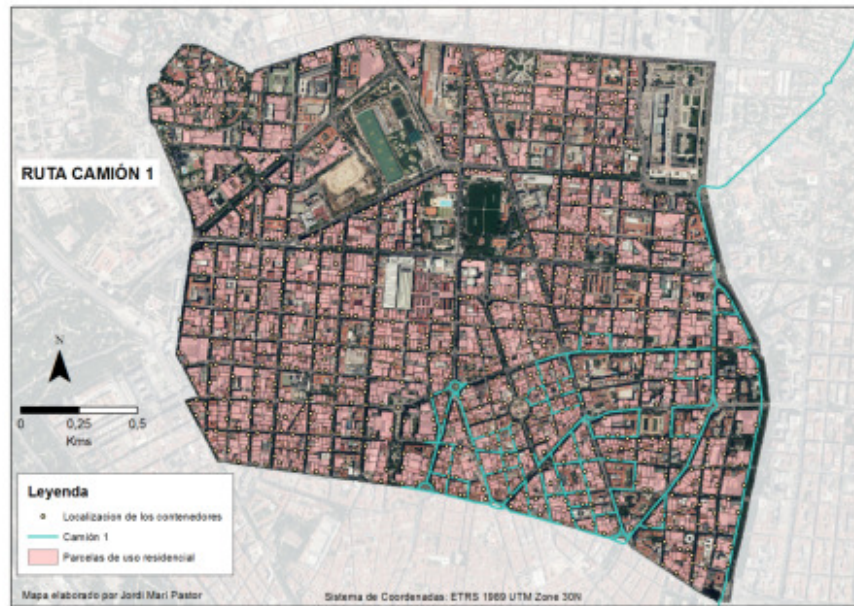 RUTA CAMIÓN 1
N
0 0,25 0,5
Kms
Leyenda
Localizacion de los contenedores
Camión 1
Parcelas de uso residencial
Mapa elaborado por Jordi Marí Pastor
Sistema de Coordenadas: ETRS 1989 UTM Zone 30N